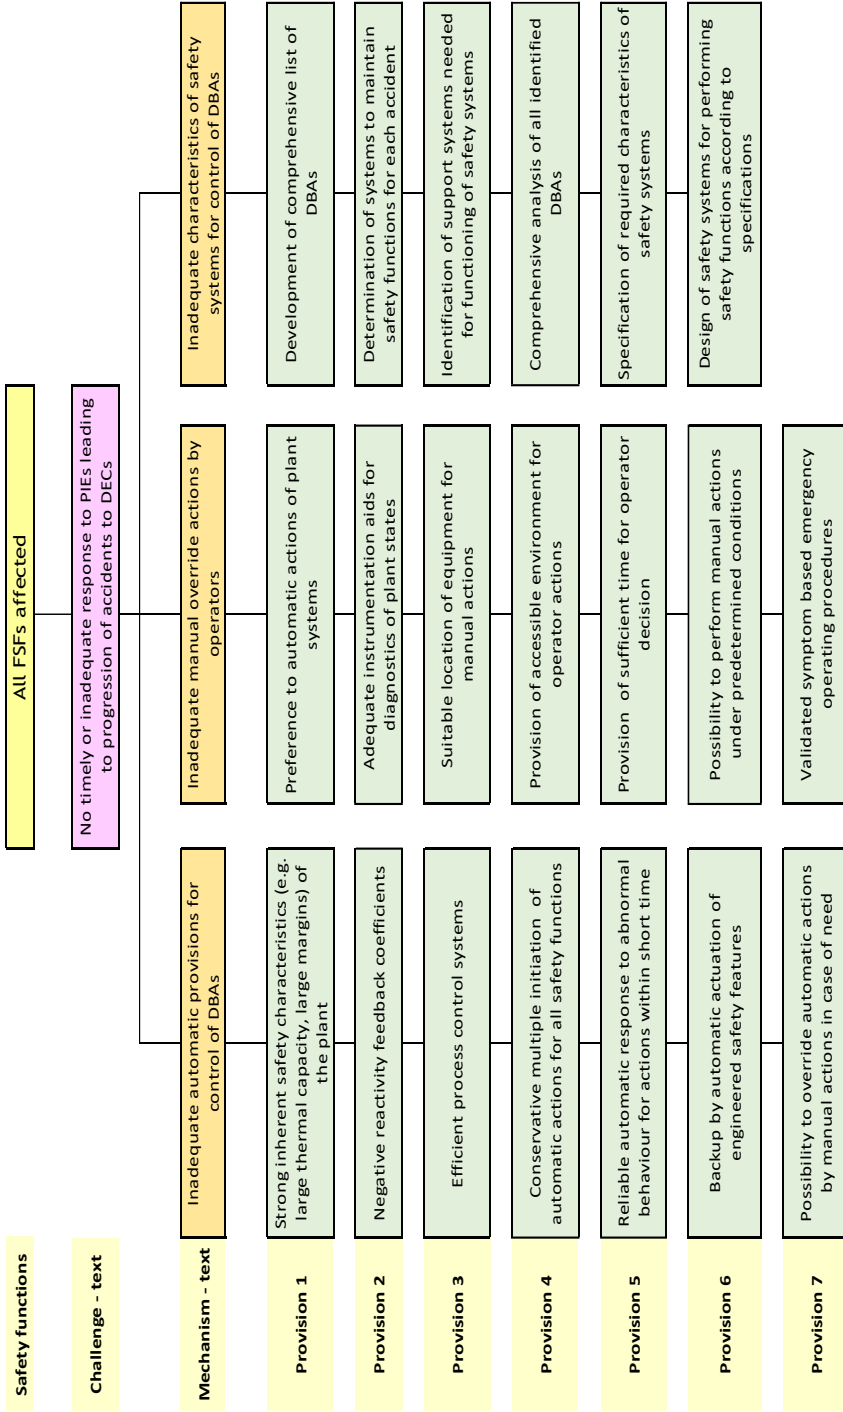 Safety functions
All FSFs affected
Challenge - text
No timely or inadequate response to PIEs leading
to progression of accidents to DECs
Mechanism - text
Inadequate automatic provisions for
control of DBAs
Inadequate manual override actions by
operators
Inadequate characteristics of safety
systems for control of DBAs
Provision 1
Strong inherent safety characteristics (e.g.
large thermal capacity, large margins) of
the plant
Preference to automatic actions of plant
systems
Development of comprehensive list of
DBAs
Provision 2
Negative reactivity feedback coefficients
Adequate instrumentation aids for
diagnostics of plant states
Determination of systems to maintain
safety functions for each accident
Provision 3
Efficient process control systems
Suitable location of equipment for
manual actions
Identification of support systems needed
for functioning of safety systems
Provision 4
Conservative multiple initiation of
automatic actions for all safety functions
Provision of accessible environment for
operator actions
Comprehensive analysis of all identified
DBAs
Provision 5
Reliable automatic response to abnormal
behaviour for actions within short time
Provision of sufficient time for operator
decision
Specification of required characteristics of
safety systems
Provision 6
Backup by automatic actuation of
engineered safety features
Possibility to perform manual actions
under predetermined conditions
Design of safety systems for performing
safety functions according to
specifications
Provision 7
Possibility to override automatic actions
by manual actions in case of need
Validated symptom based emergency
operating procedures